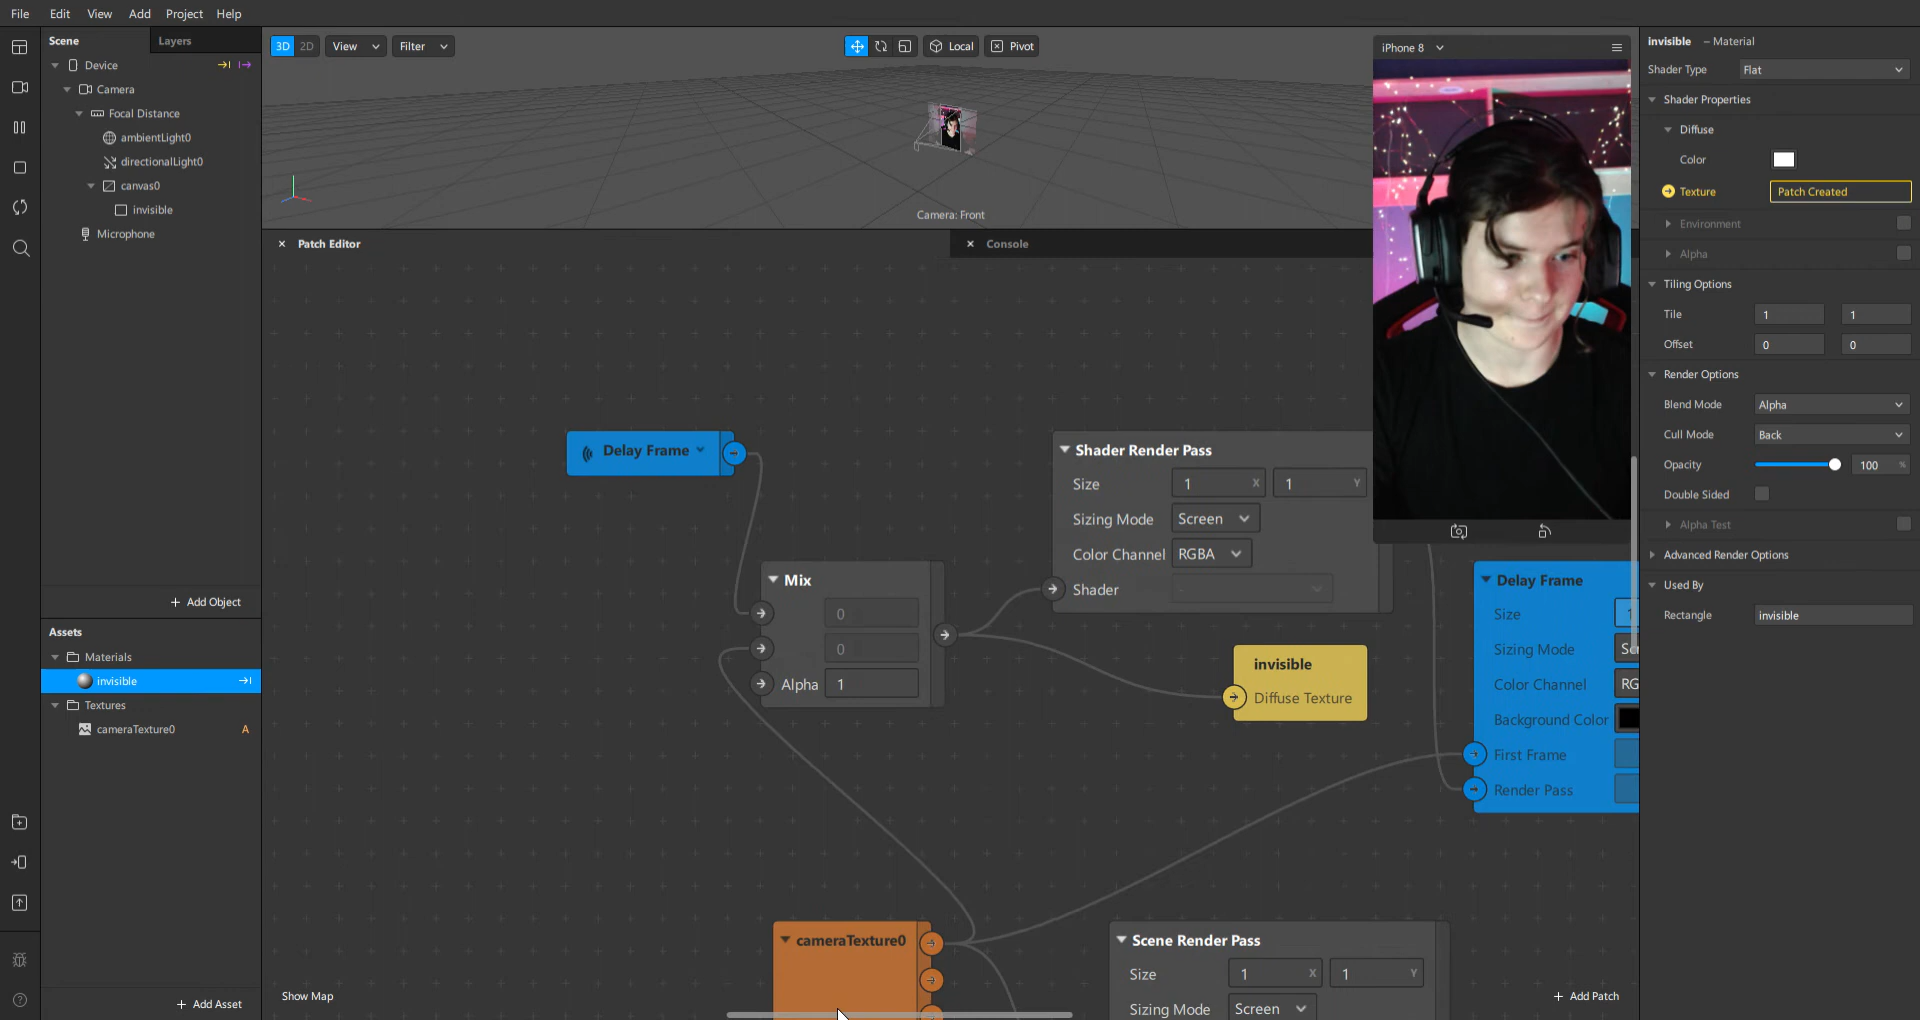 File Edit View Add Project Help
Scene
Layers
Device
Camera
Focal Distance
ambientLight0
directionalLight0
canvas0
invisible
Microphone
+ Add Object
Assets
Materials
invisible
Textures
cameraTexture0 A
+ Add Asset
3D 2D
View
Filter
Local
Pivot
Camera: Front
× Patch Editor
× Console
Delay Frame
Mix
0
0
Alpha 1
Shader Render Pass
Size 1 X 1 Y
Sizing Mode Screen
Color Channel RGBA
Shader -
invisible
Diffuse Texture
Delay Frame
Size 1
Sizing Mode
Color Channel RG
Background Color
First Frame
Render Pass
cameraTexture0
Scene Render Pass
Size 1 X 1 Y
Sizing Mode Screen
Show Map
+ Add Patch
iPhone 8
invisible – Material
Shader Type Flat
Shader Properties
Diffuse
Color
Texture Patch Created
Environment
Alpha
Tiling Options
Tile 1 1
Offset 0 0
Render Options
Blend Mode Alpha
Cull Mode Back
Opacity 100 %
Double Sided
Alpha Test
Advanced Render Options
Used By
Rectangle invisible